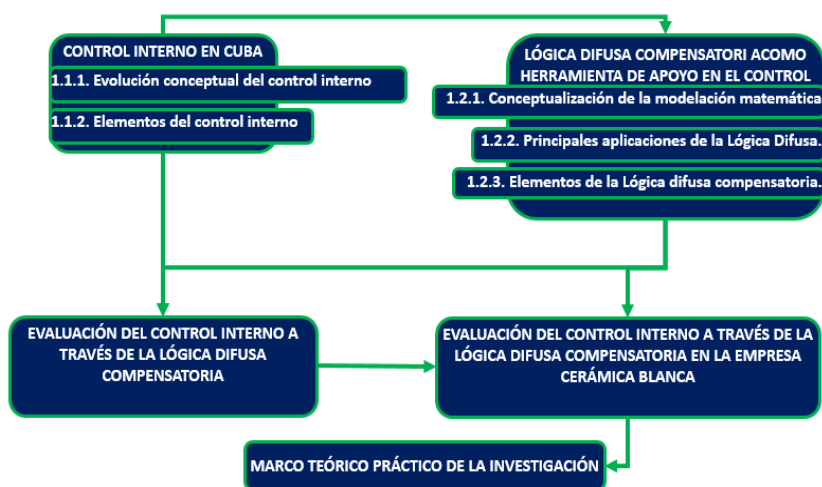 CONTROL INTERNO EN CUBA
1.1.1. Evolución conceptual del control interno
1.1.2. Elementos del control interno
LÓGICA DIFUSA COMPENSATORI ACOMO
HERRAMIENTA DE APOYO EN EL CONTROL
1.2.1. Conceptualización de la modelación matemática
1.2.2. Principales aplicaciones de la Lógica Difusa.
1.2.3. Elementos de la Lógica difusa compensatoria.
EVALUACIÓN DEL CONTROL INTERNO A
TRAVÉS DE LA LÓGICA DIFUSA
COMPENSATORIA
EVALUACIÓN DEL CONTROL INTERNO A TRAVÉS DE LA
LÓGICA DIFUSA COMPENSATORIA EN LA EMPRESA
CERÁMICA BLANCA
MARCO TEÓRICO PRÁCTICO DE LA INVESTIGACIÓN